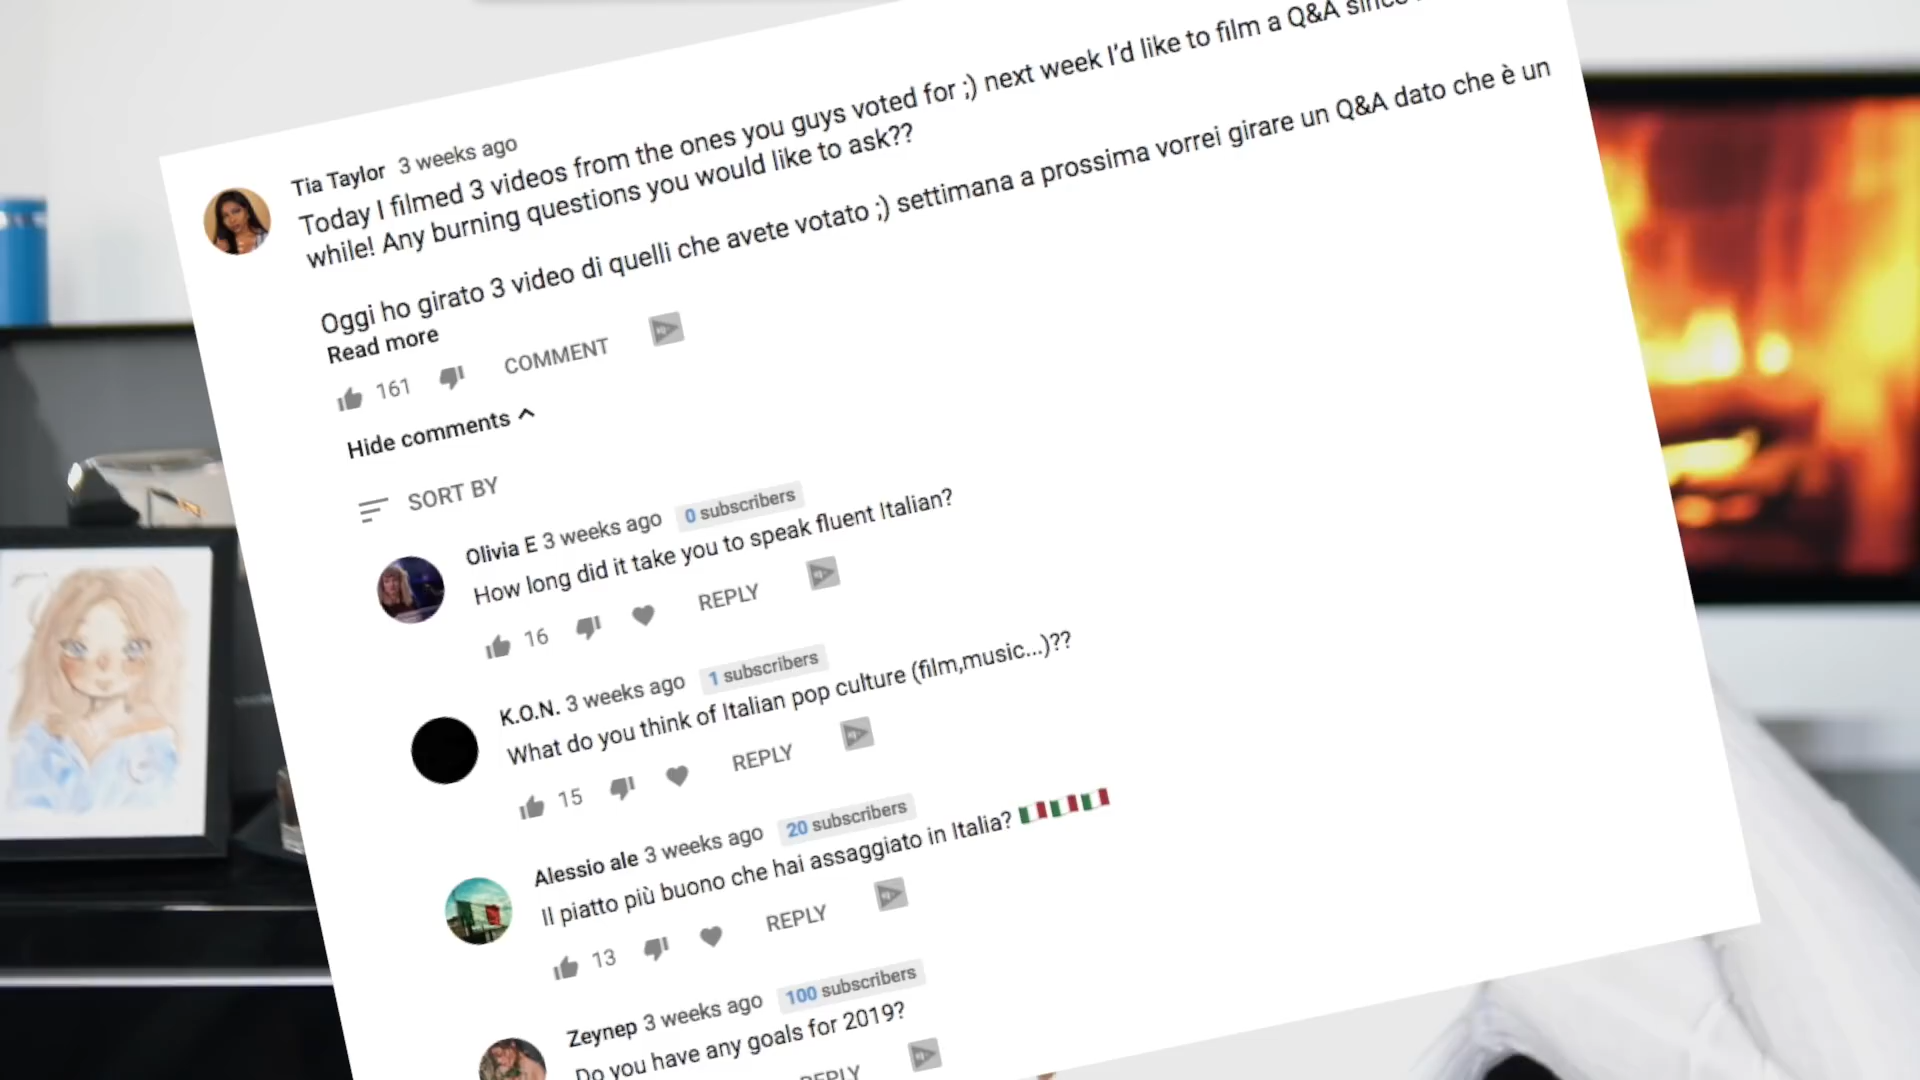 Tia Taylor 3 weeks ago
Today I filmed 3 videos from the ones you guys voted for ;) next week I'd like to film a Q&A since
while! Any burning questions you would like to ask??
Oggi ho girato 3 video di quelli che avete votato ;) settimana a prossima vorrei girare un Q&A dato che è un
Read more
161 COMMENT
Hide comments
SORT BY
Olivia E 3 weeks ago 0 subscribers
How long did it take you to speak fluent Italian?
16 REPLY
K.O.N. 3 weeks ago 1 subscribers
What do you think of Italian pop culture (film,music...)??
15 REPLY
Alessio ale 3 weeks ago 20 subscribers
Il piatto più buono che hai assaggiato in Italia? 🇮🇹🇮🇹🇮🇹
13 REPLY
Zeynep 3 weeks ago 100 subscribers
Do you have any goals for 2019?
REPLY